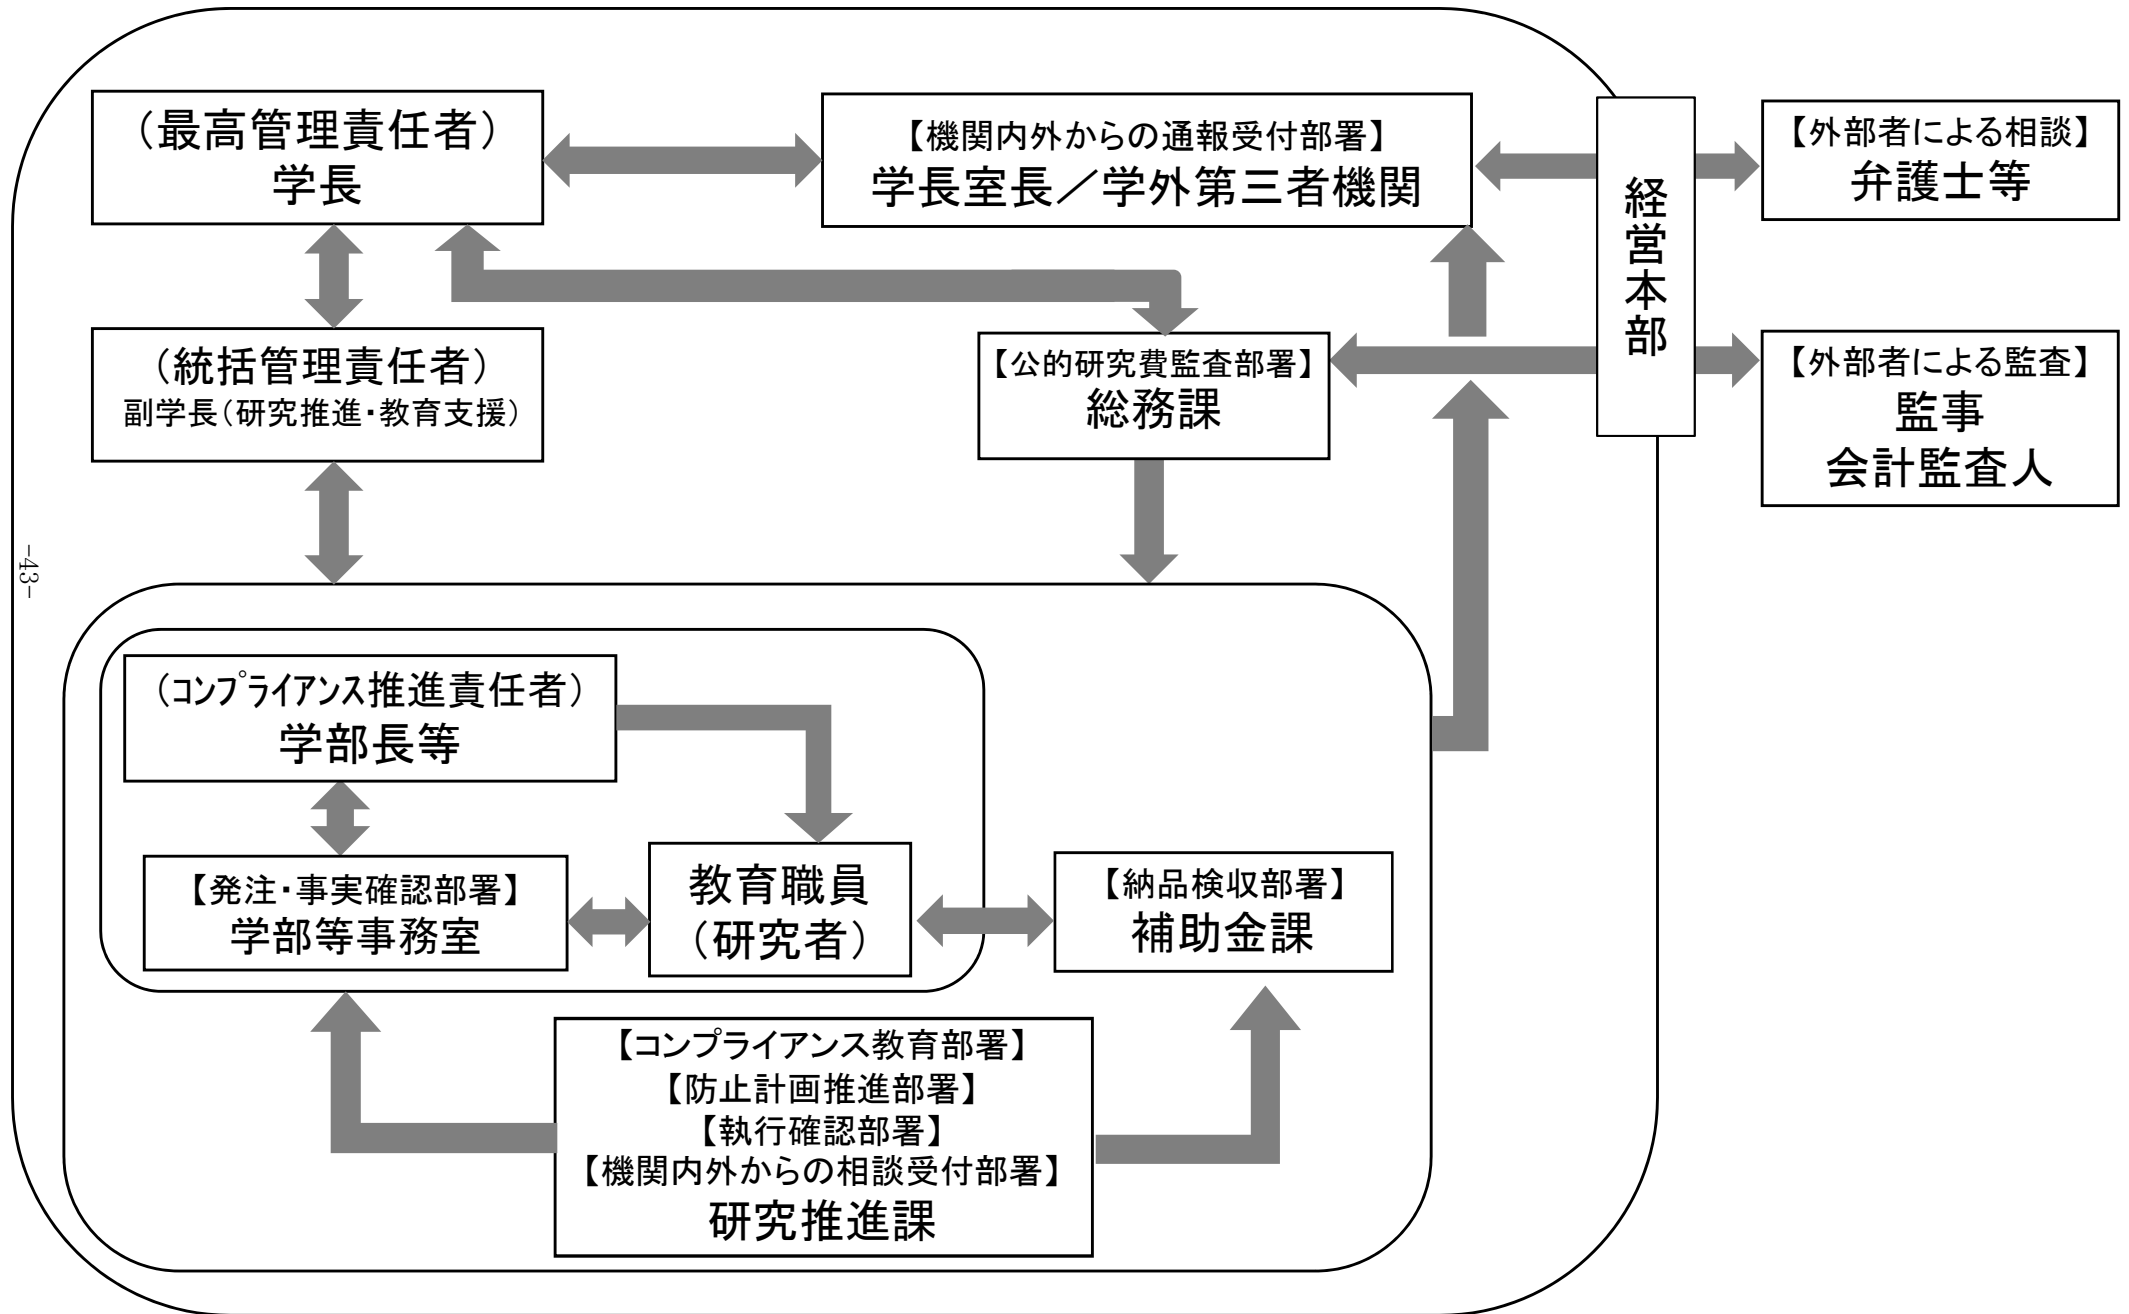 （最高管理責任者）
学長
【機関内外からの通報受付部署】
学長室長／学外第三者機関
経営本部
【外部者による相談】
弁護士等
（統括管理責任者）
副学長（研究推進・教育支援）
【公的研究費監査部署】
総務課
【外部者による監査】
監事
会計監査人
-43-
（ｺﾝﾌﾟﾗｲｱﾝｽ推進責任者）
学部長等
【発注・事実確認部署】
学部等事務室
教育職員
（研究者）
【納品検収部署】
補助金課
【コンプライアンス教育部署】
【防止計画推進部署】
【執行確認部署】
【機関内外からの相談受付部署】
研究推進課